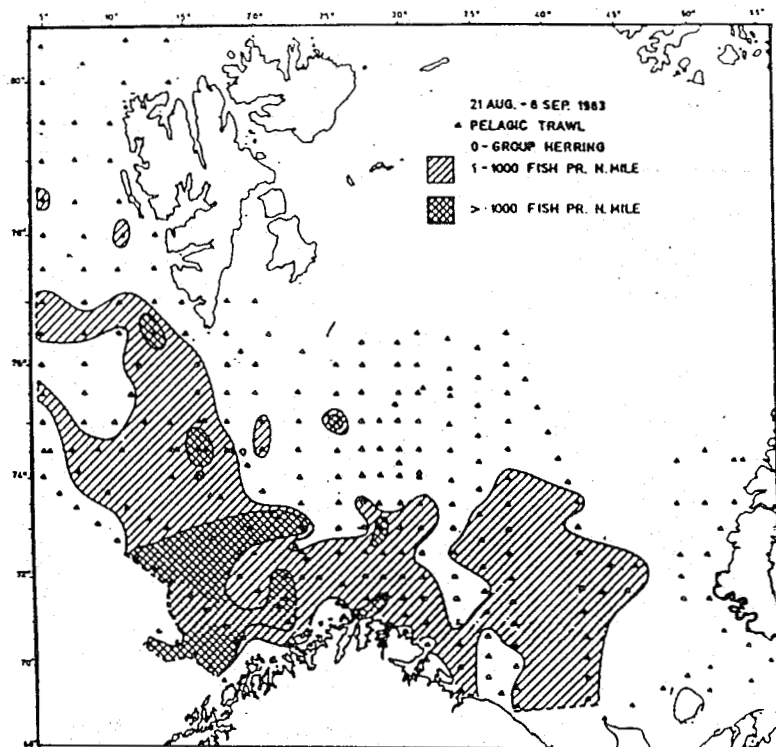 5° 10° 15° 20° 25° 30° 35° 40° 45° 50° 55°
80°
21 AUG. - 6 SEP. 1983
PELAGIC TRAWL
0 - GROUP HERRING
1 - 1000 FISH PR. N. MILE
> 1000 FISH PR. N. MILE
78°
76°
74°
72°
70°